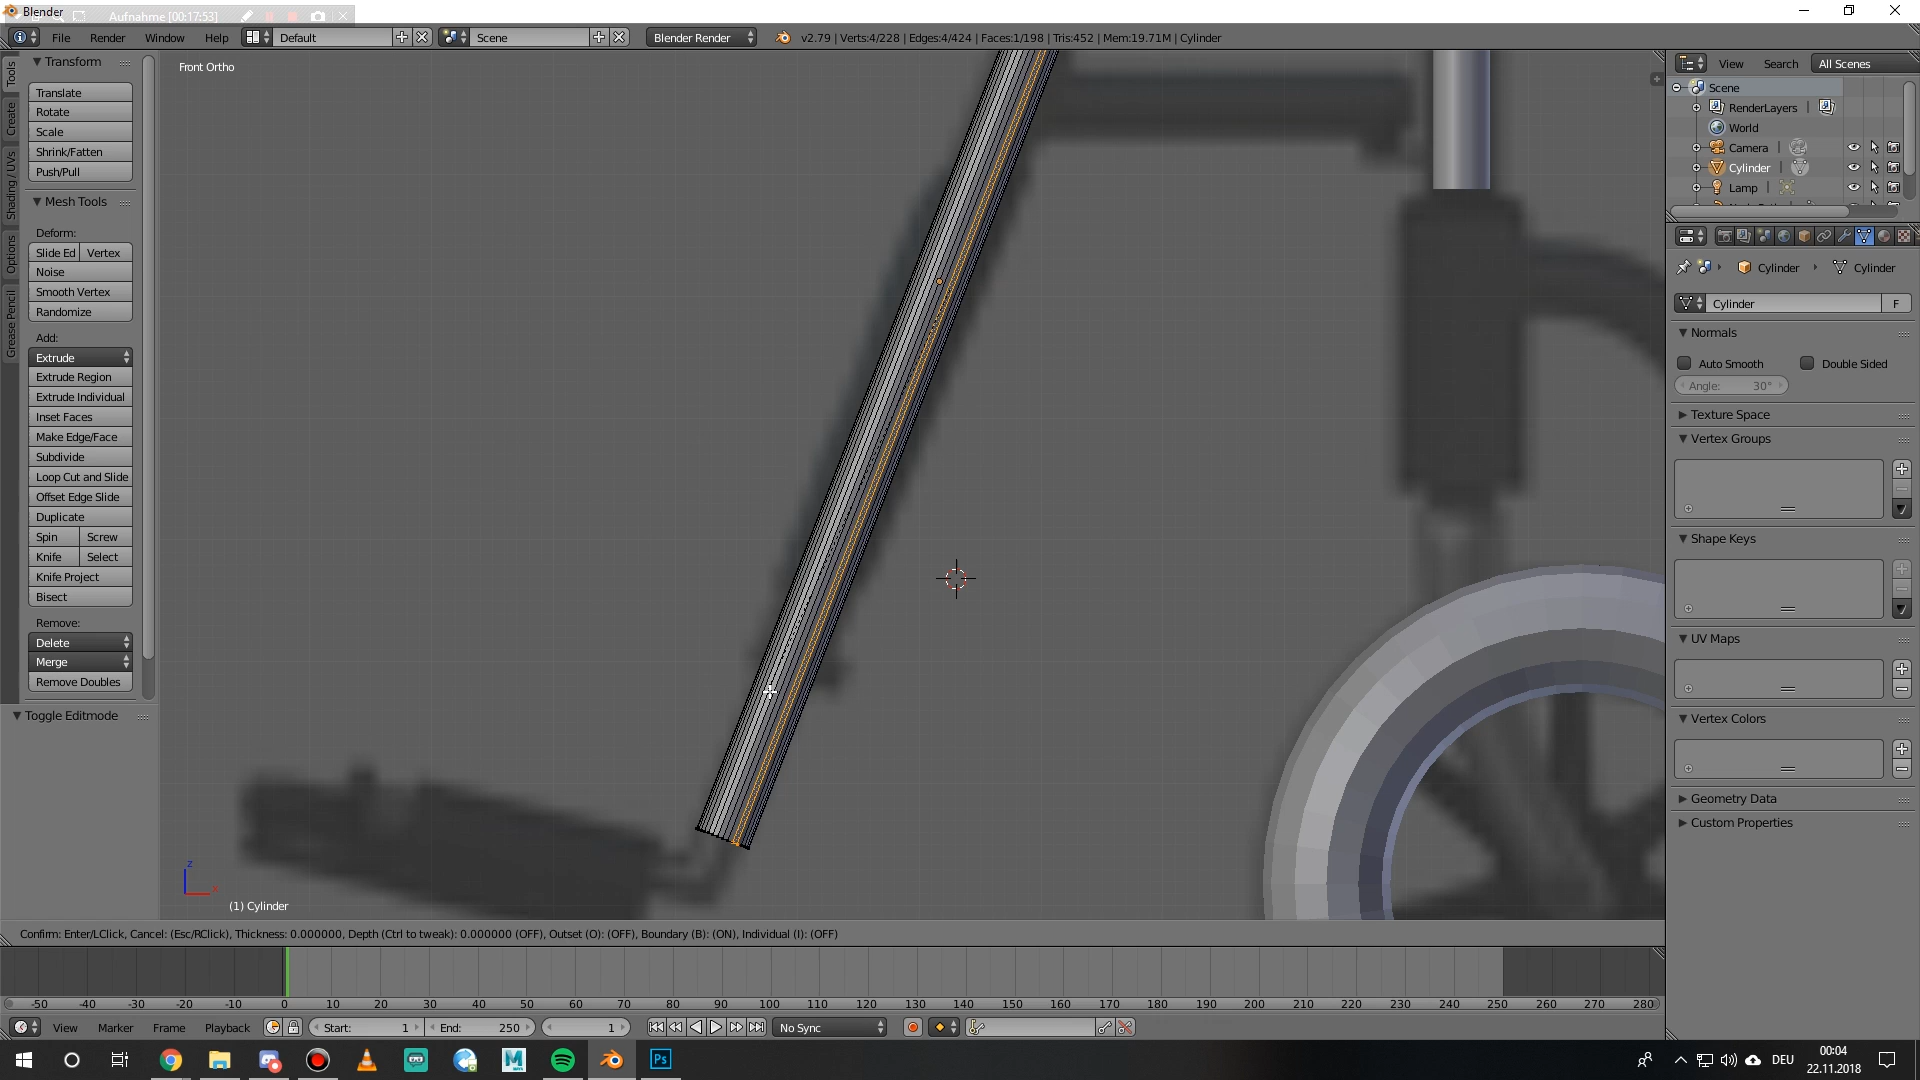 Blender
Aufnahme [00:17:53]
File Render Window Help Default Scene Blender Render v2.79 | Verts:4/228 | Edges:4/424 | Faces:1/198 | Tris:452 | Mem:19.71M | Cylinder
Tools
Create
Shading / UVs
Options
Grease Pencil
Transform
Translate
Rotate
Scale
Shrink/Fatten
Push/Pull
Mesh Tools
Deform:
Slide Ed Vertex
Noise
Smooth Vertex
Randomize
Add:
Extrude
Extrude Region
Extrude Individual
Inset Faces
Make Edge/Face
Subdivide
Loop Cut and Slide
Offset Edge Slide
Duplicate
Spin Screw
Knife Select
Knife Project
Bisect
Remove:
Delete
Merge
Remove Doubles
Toggle Editmode
Front Ortho
z
x
(1) Cylinder
View Search All Scenes
Scene
RenderLayers
World
Camera
Cylinder
Lamp
Cylinder Cylinder
Cylinder F
Normals
Auto Smooth Double Sided
Angle: 30°
Texture Space
Vertex Groups
Shape Keys
UV Maps
Vertex Colors
Geometry Data
Custom Properties
Confirm: Enter/LClick, Cancel: (Esc/RClick), Thickness: 0.000000, Depth (Ctrl to tweak): 0.000000 (OFF), Outset (O): (OFF), Boundary (B): (ON), Individual (I): (OFF)
-50 -40 -30 -20 -10 0 10 20 30 40 50 60 70 80 90 100 110 120 130 140 150 160 170 180 190 200 210 220 230 240 250 260 270 280
View Marker Frame Playback Start: 1 End: 250 1 No Sync
Ps
DEU
00:04
22.11.2018